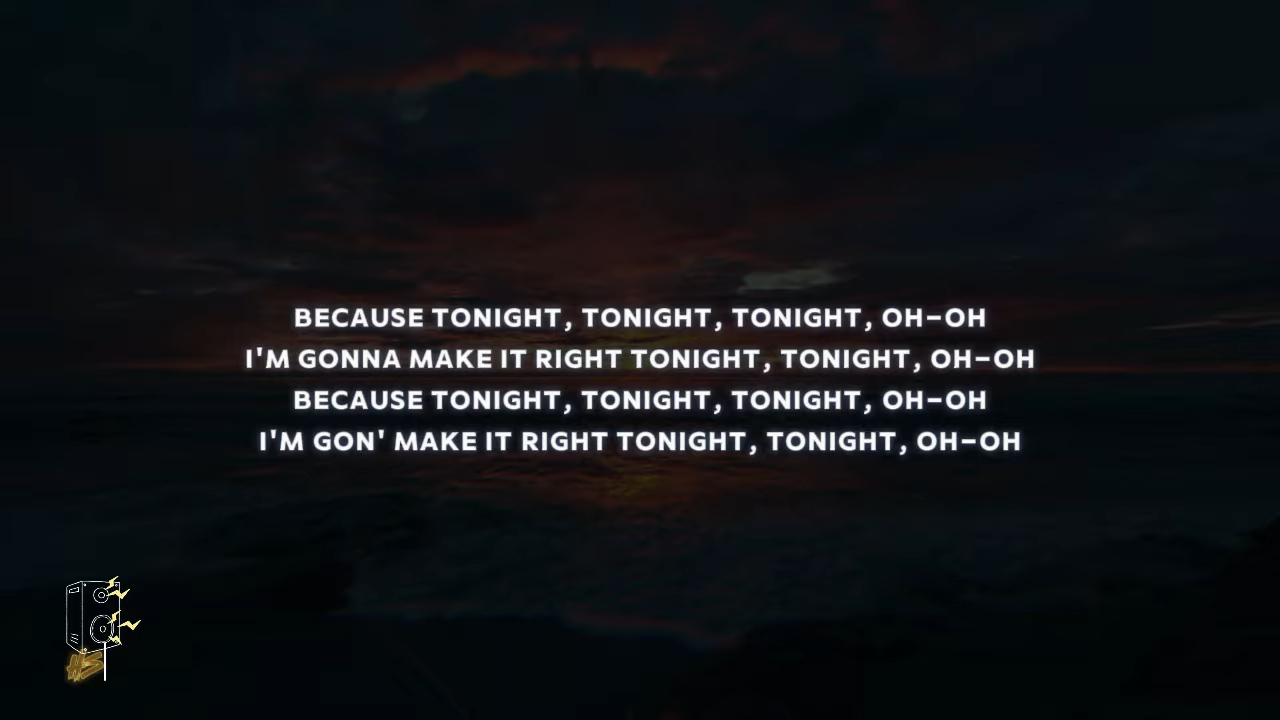 BECAUSE TONIGHT, TONIGHT, TONIGHT, OH-OH
I'M GONNA MAKE IT RIGHT TONIGHT, TONIGHT, OH-OH
BECAUSE TONIGHT, TONIGHT, TONIGHT, OH-OH
I'M GON' MAKE IT RIGHT TONIGHT, TONIGHT, OH-OH
HS